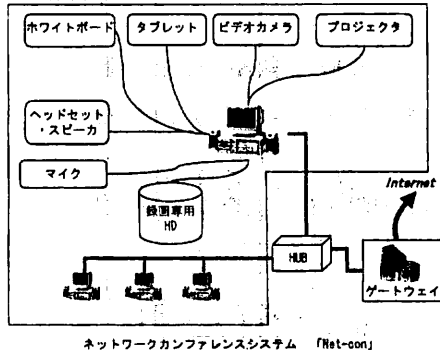 ホワイトボード
タブレット
ビデオカメラ
プロジェクタ
ヘッドセット
・スピーカ
マイク
録画専用
HD
Internet
HUB
ゲートウェイ
ネットワークカンファレンスシステム 「Net-con」